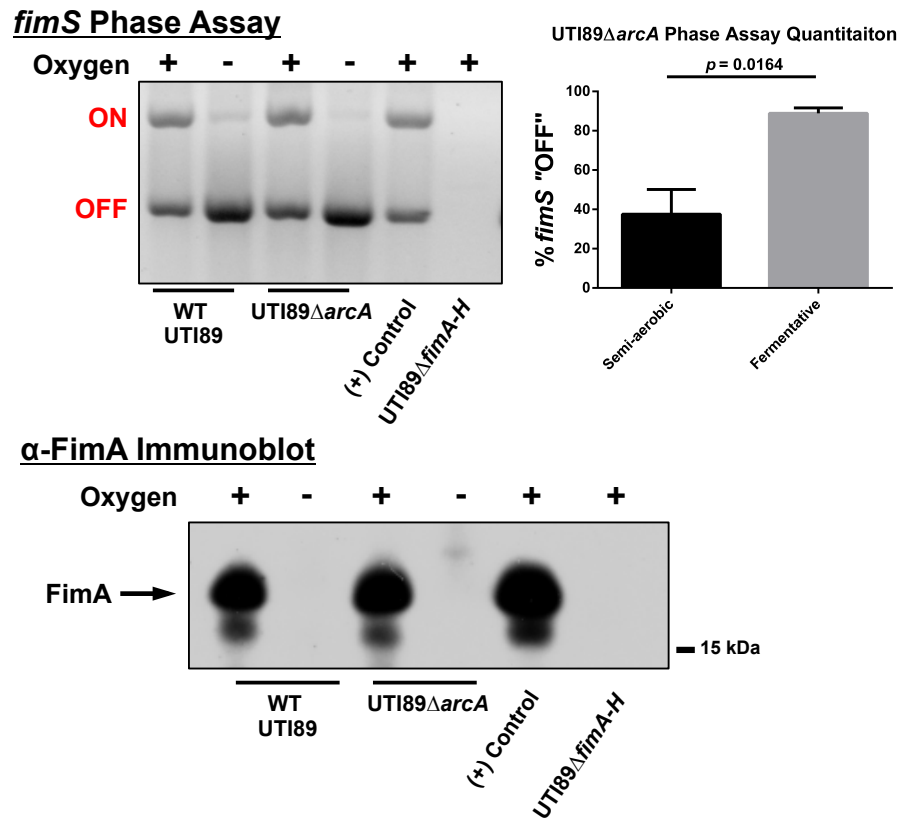 fimS Phase Assay
Oxygen + - + - + +
ON
OFF
WT
UTI89
UTI89ΔarcA
(+) Control
UTI89ΔfimA-H
UTI89ΔarcA Phase Assay Quantitaiton
p = 0.0164
% fimS "OFF"
100
80
60
40
20
0
Semi-aerobic
Fermentative
α-FimA Immunoblot
Oxygen + - + - + +
FimA
15 kDa
WT
UTI89
UTI89ΔarcA
(+) Control
UTI89ΔfimA-H